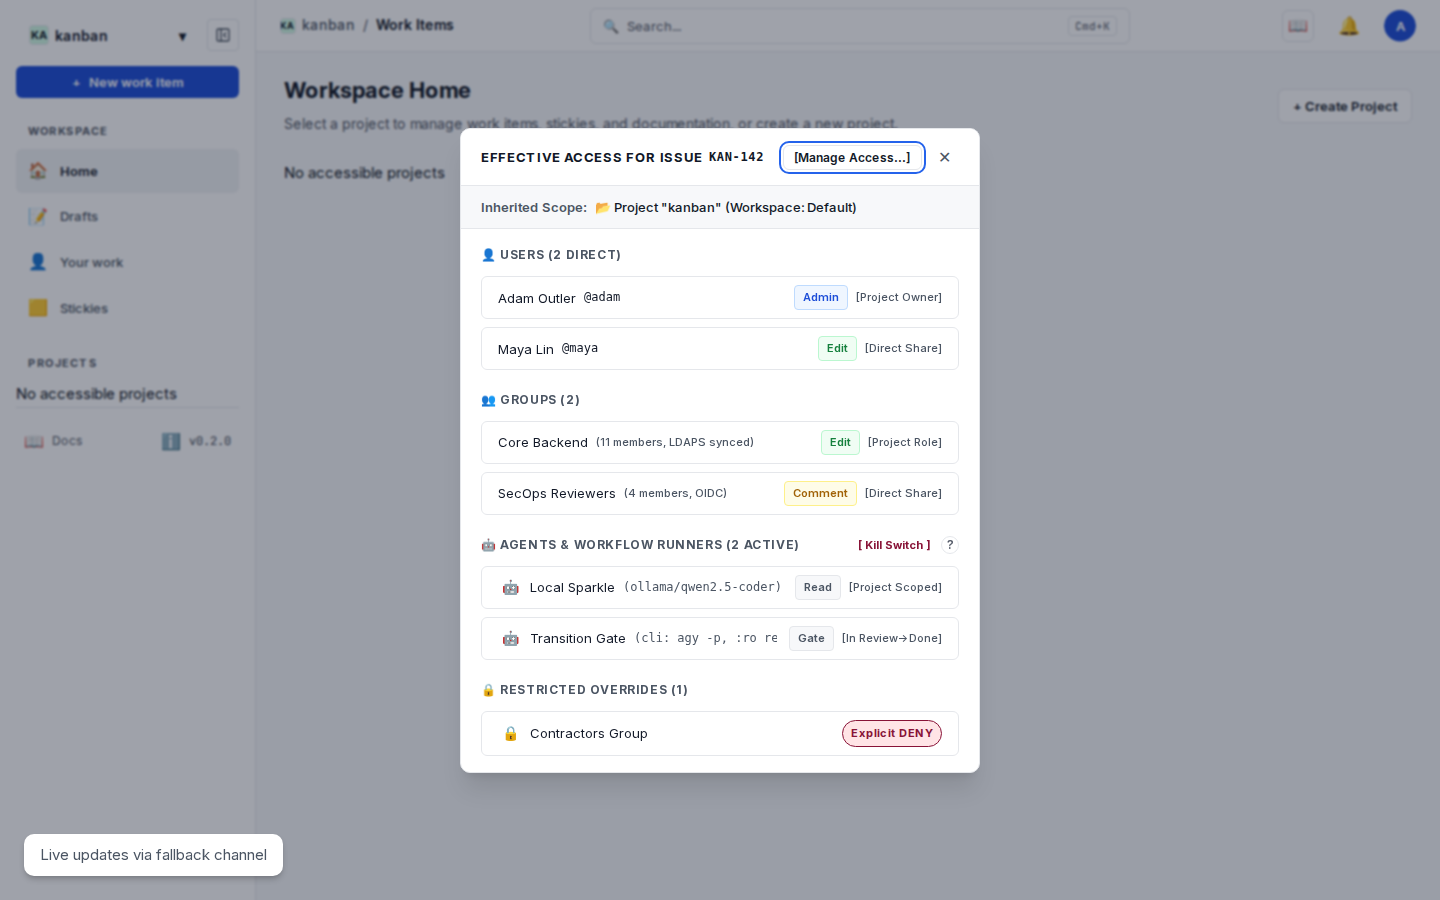 KA kanban
+ New work Item
WORKSPACE
Home
Drafts
Your work
Stickies
PROJECTS
No accessible projects
Docs
v0.2.0
KA kanban / Work Items
Search...
Cmd+K
A
Workspace Home
+ Create Project
Select a project to manage work items, stickies, and documentation, or create a new project.
No accessible projects
EFFECTIVE ACCESS FOR ISSUE KAN-142
[Manage Access...]
✕
Inherited Scope: Project "kanban" (Workspace: Default)
USERS (2 DIRECT)
Adam Outler @adam Admin [Project Owner]
Maya Lin @maya Edit [Direct Share]
GROUPS (2)
Core Backend (11 members, LDAPS synced) Edit [Project Role]
SecOps Reviewers (4 members, OIDC) Comment [Direct Share]
AGENTS & WORKFLOW RUNNERS (2 ACTIVE) [ Kill Switch ] ?
Local Sparkle (ollama/qwen2.5-coder) Read [Project Scoped]
Transition Gate (cli: agy -p, :ro re Gate [In Review→Done]
RESTRICTED OVERRIDES (1)
Contractors Group Explicit DENY
Live updates via fallback channel